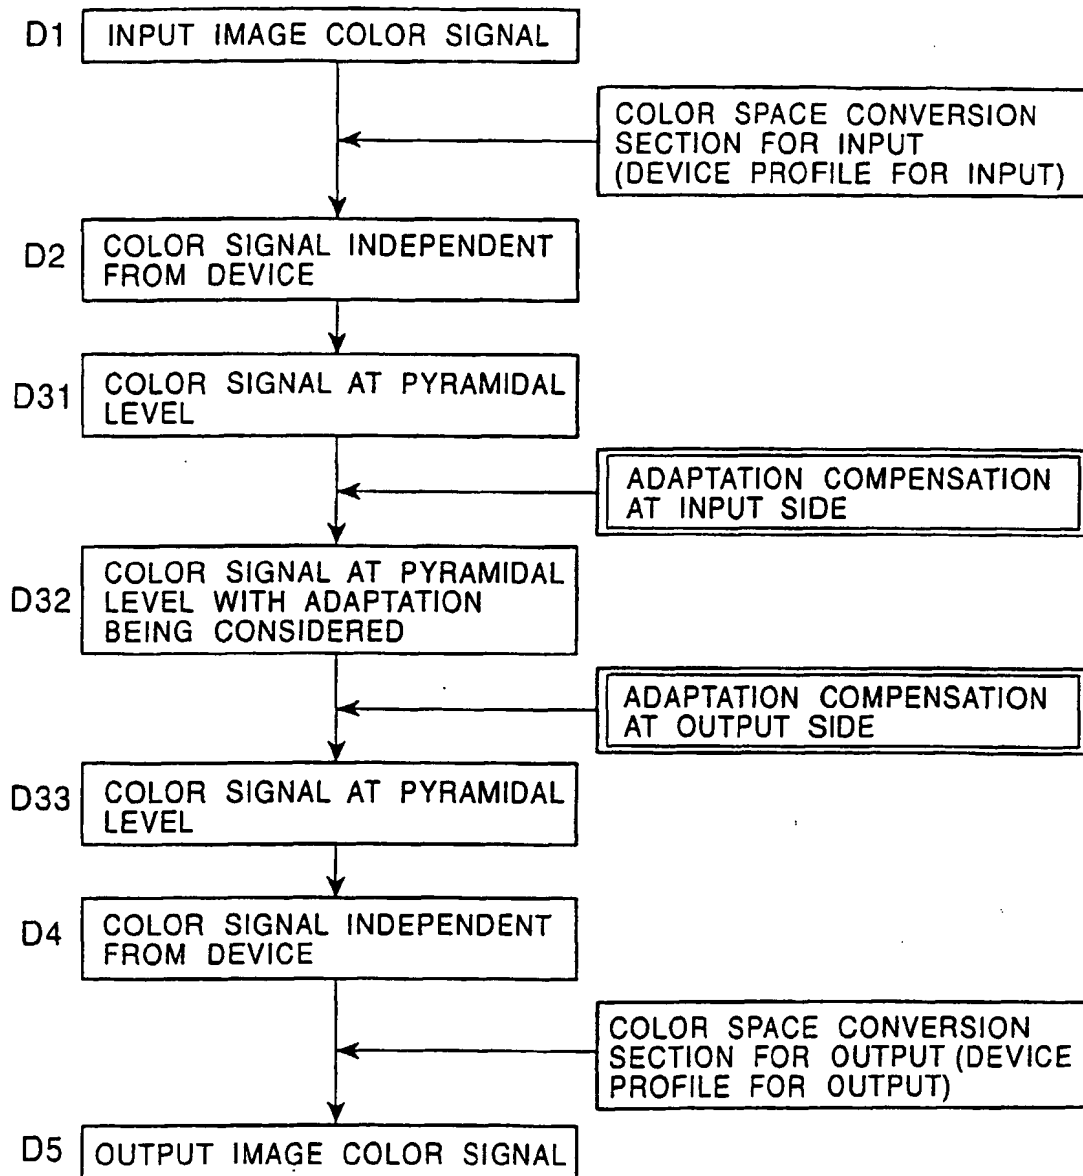 D1 INPUT IMAGE COLOR SIGNAL
COLOR SPACE CONVERSION
SECTION FOR INPUT
(DEVICE PROFILE FOR INPUT)
D2
COLOR SIGNAL INDEPENDENT
FROM DEVICE
D31
COLOR SIGNAL AT PYRAMIDAL
LEVEL
ADAPTATION COMPENSATION
AT INPUT SIDE
D32
COLOR SIGNAL AT PYRAMIDAL
LEVEL WITH ADAPTATION
BEING CONSIDERED
ADAPTATION COMPENSATION
AT OUTPUT SIDE
D33
COLOR SIGNAL AT PYRAMIDAL
LEVEL
D4
COLOR SIGNAL INDEPENDENT
FROM DEVICE
COLOR SPACE CONVERSION
SECTION FOR OUTPUT (DEVICE
PROFILE FOR OUTPUT)
D5 OUTPUT IMAGE COLOR SIGNAL